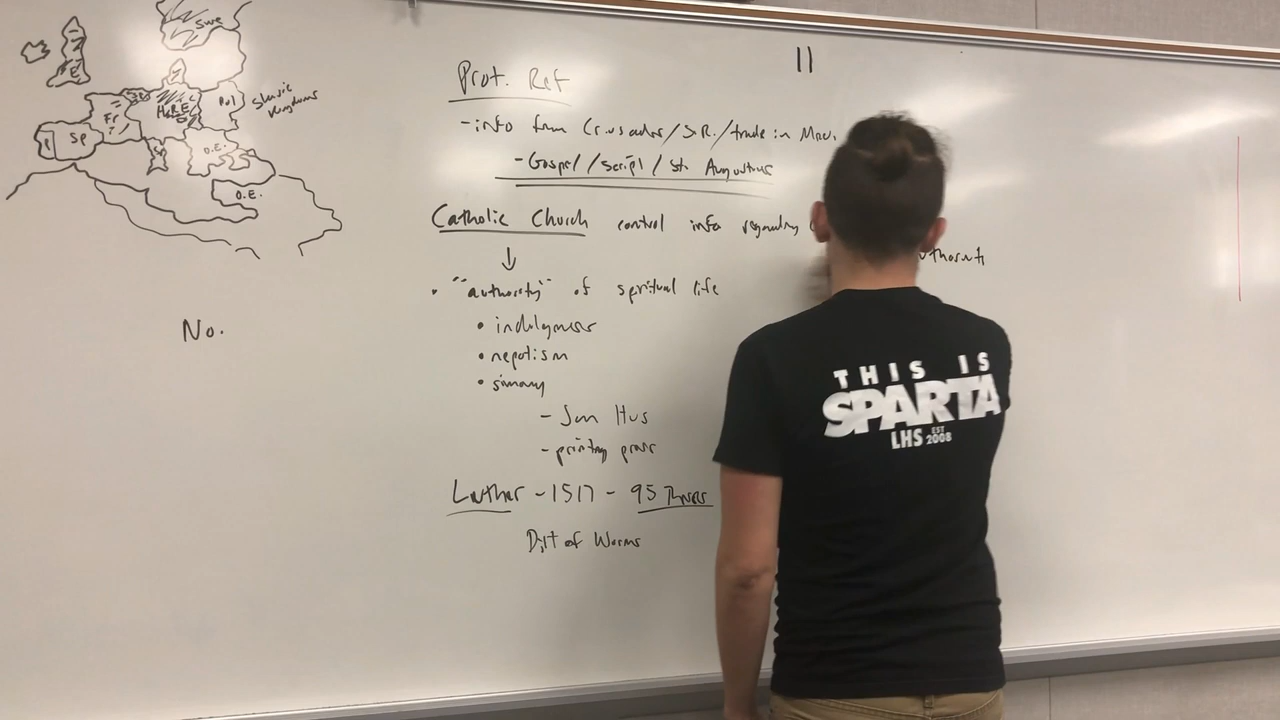 Swe
E
Fr
H.R.E
Pol
Slavic
Kingdoms
P
Sp
O.E.
O.E.
No.
11
Prot. Ref
- info from Crusades/S.R./trade in Med.
- Gospel/script/St. Augustine
Catholic Church control info regarding
authority
↓
• "authority" of spiritual life
• indulgences
• nepotism
• simony
- Jan Hus
- printing press
Luther - 1517 - 95 Theses
Diet of Worms
THIS IS
SPARTA
LHS EST 2008